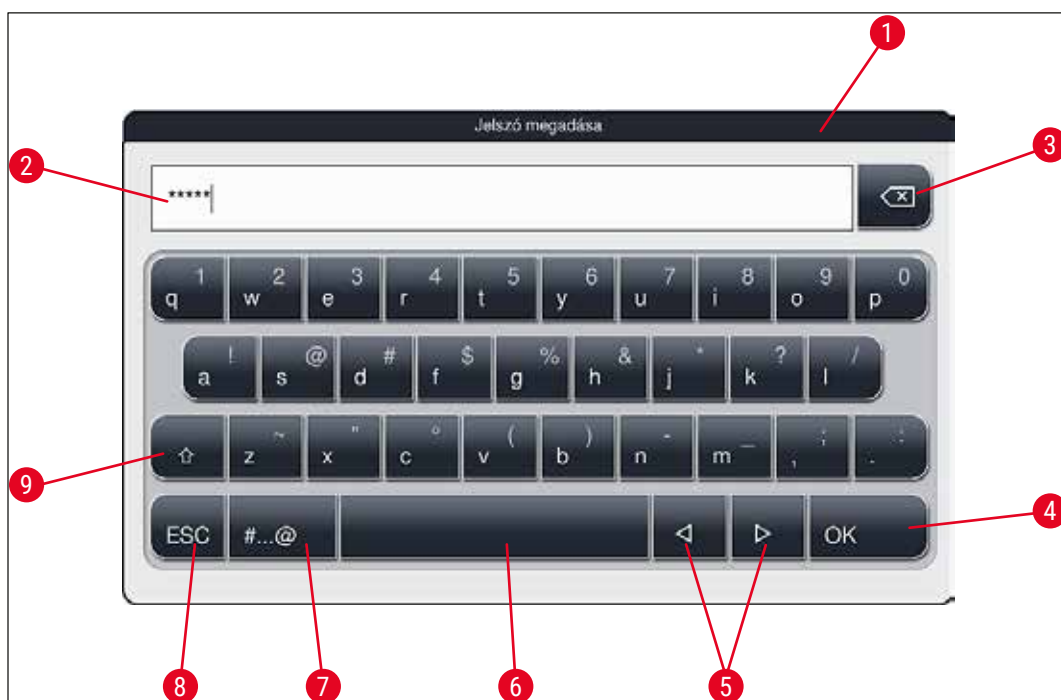 1
Jelszó megadása
2
*****
3
1 2 3 4 5 6 7 8 9 0
q w e r t y u i o p
! @ # $ % & * ? /
a s d f g h j k l
~ " ° ( ) - _ ; :
z x c v b n m , .
9
ESC #...@ OK
4
8 7 6 5